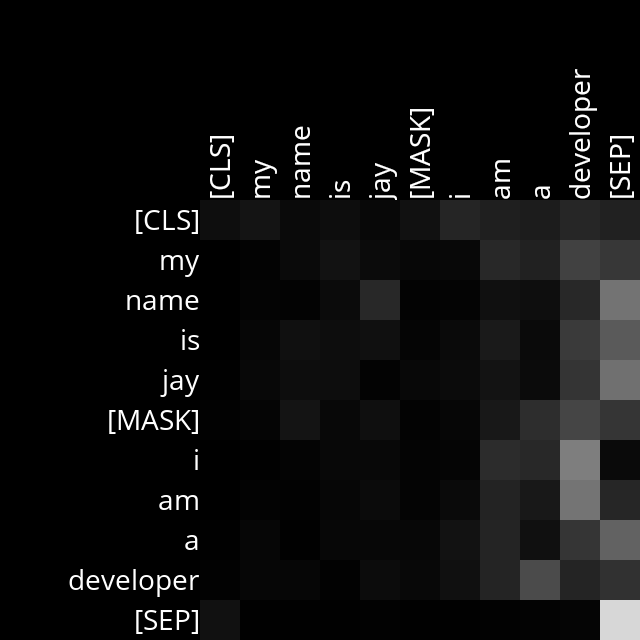 [CLS]
my
name
is
jay
[MASK]
i
am
a
developer
[SEP]
[CLS]
my
name
is
jay
[MASK]
i
am
a
developer
[SEP]